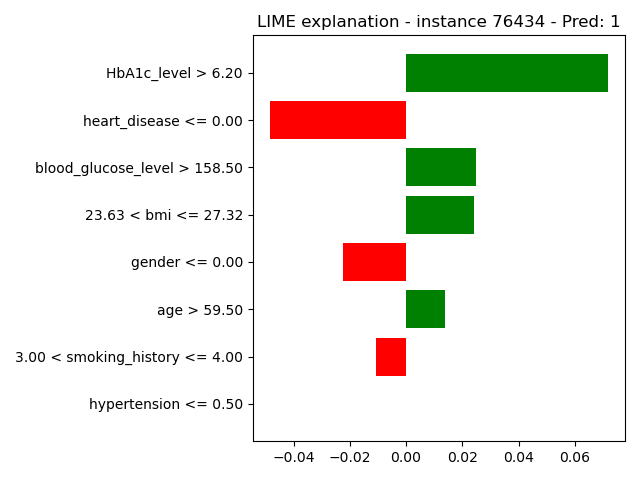 LIME explanation - instance 76434 - Pred: 1
HbA1c_level > 6.20
heart_disease <= 0.00
blood_glucose_level > 158.50
23.63 < bmi <= 27.32
gender <= 0.00
age > 59.50
3.00 < smoking_history <= 4.00
hypertension <= 0.50
−0.04 −0.02 0.00 0.02 0.04 0.06